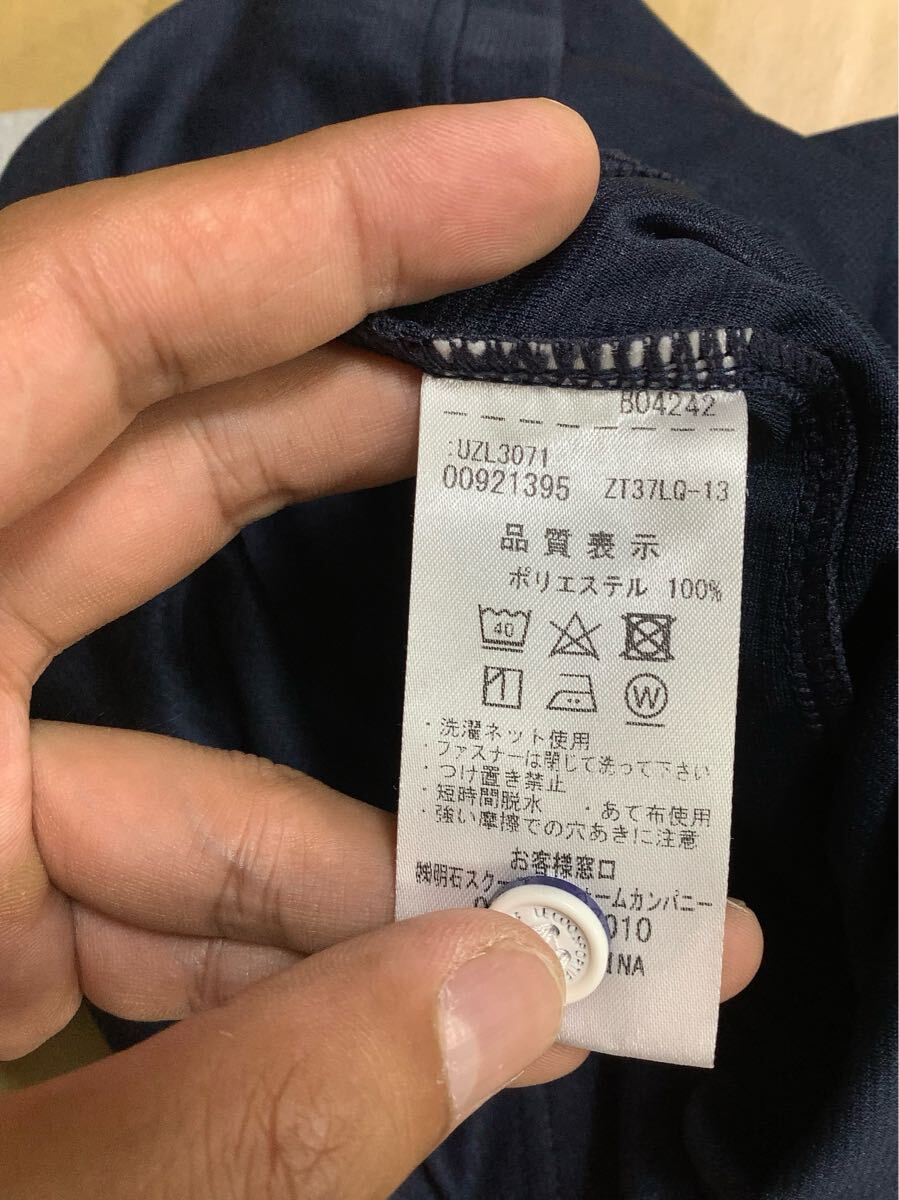 B04242
:UZL3071
00921395 ZT37LQ-13
品質表示
ポリエステル 100%
40
W
・洗濯ネット使用
・ファスナーは閉じて洗って下さい
・つけ置き禁止
・短時間脱水 ・あて布使用
・強い摩擦での穴あきに注意
お客様窓口
㈱明石スクー ームカンパニー
010
INA